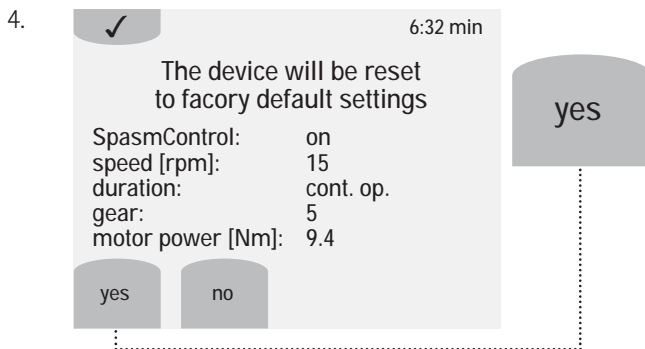 4.
✓ 6:32 min
The device will be reset
to facory default settings
SpasmControl: on
speed [rpm]: 15
duration: cont. op.
gear: 5
motor power [Nm]: 9.4
yes no
yes